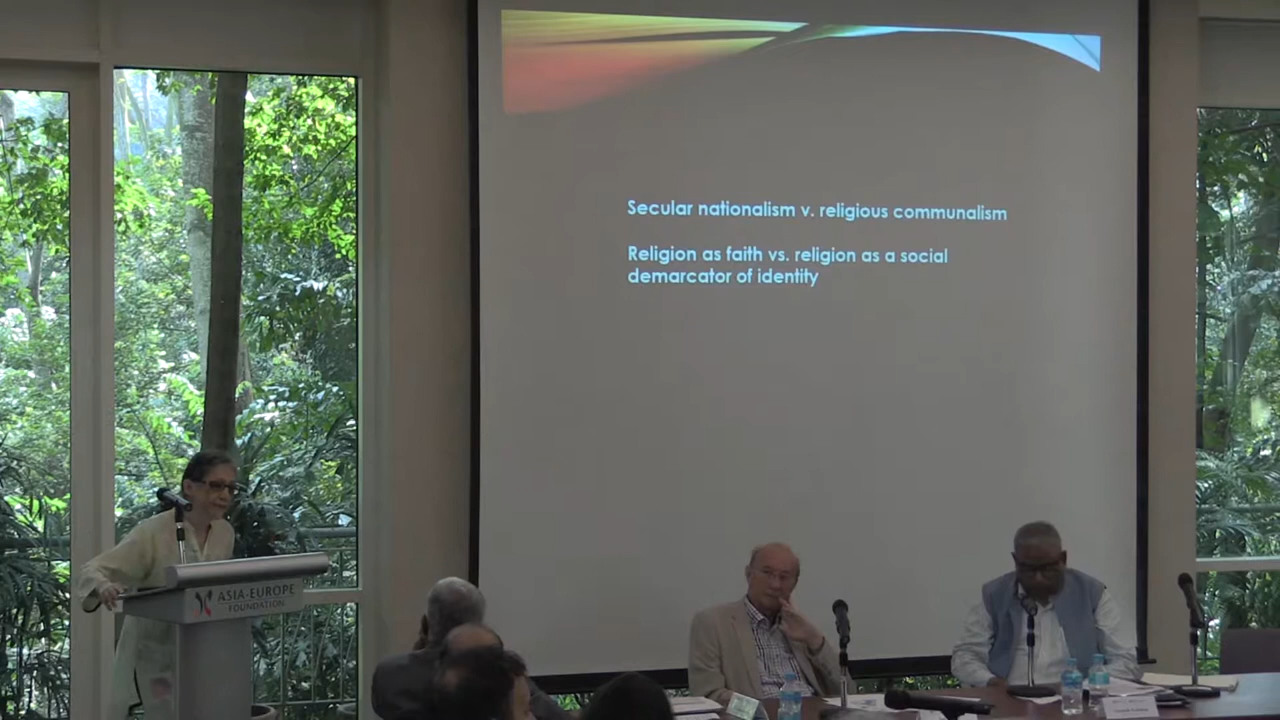 Secular nationalism v. religious communalism
Religion as faith vs. religion as a social
demarcator of identity
ASIA-EUROPE
FOUNDATION